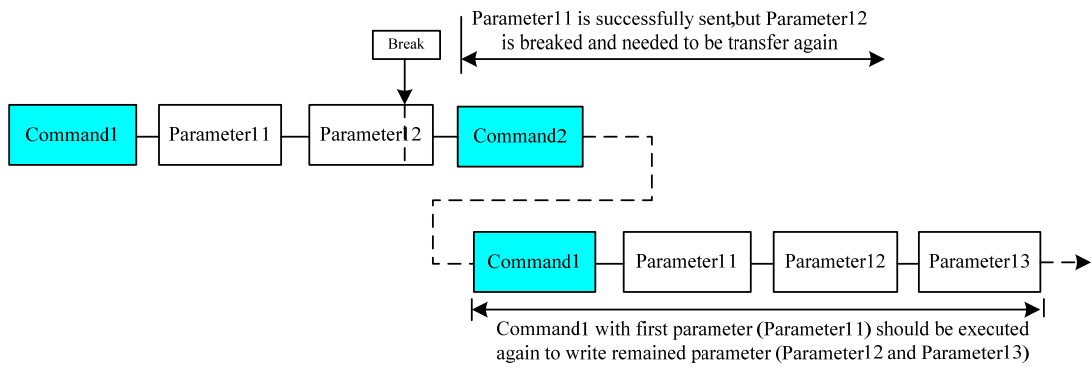 Parameter11 is successfully sent,but Parameter12
is breaked and needed to be transfer again
Break
Command1
Parameter11
Parameter12
Command2
Command1
Parameter11
Parameter12
Parameter13
Command1 with first parameter (Parameter11) should be executed
again to write remained parameter (Parameter12 and Parameter13)